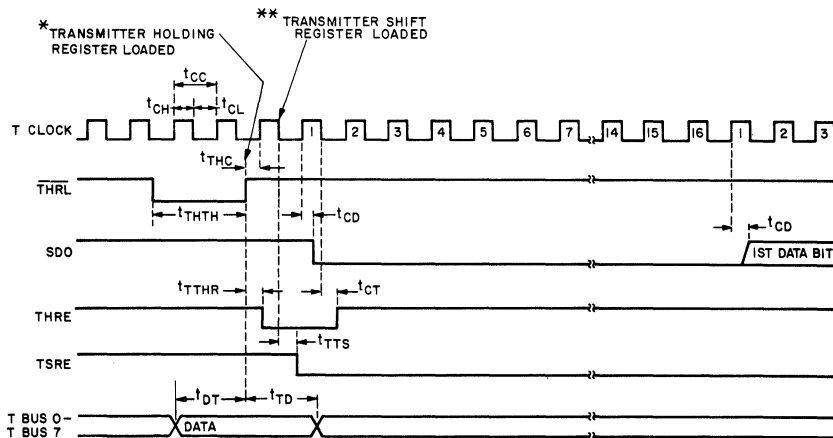 *TRANSMITTER HOLDING
REGISTER LOADED
** TRANSMITTER SHIFT
REGISTER LOADED
tCC
tCH
tCL
T CLOCK
1
2
3
4
5
6
7
14
15
16
1
2
3
tTHC
THRL
tTHTH
tCD
SDO
tCD
1ST DATA BIT
tTTHR
tCT
THRE
tTTS
TSRE
tDT
tTD
T BUS 0-
T BUS 7
DATA